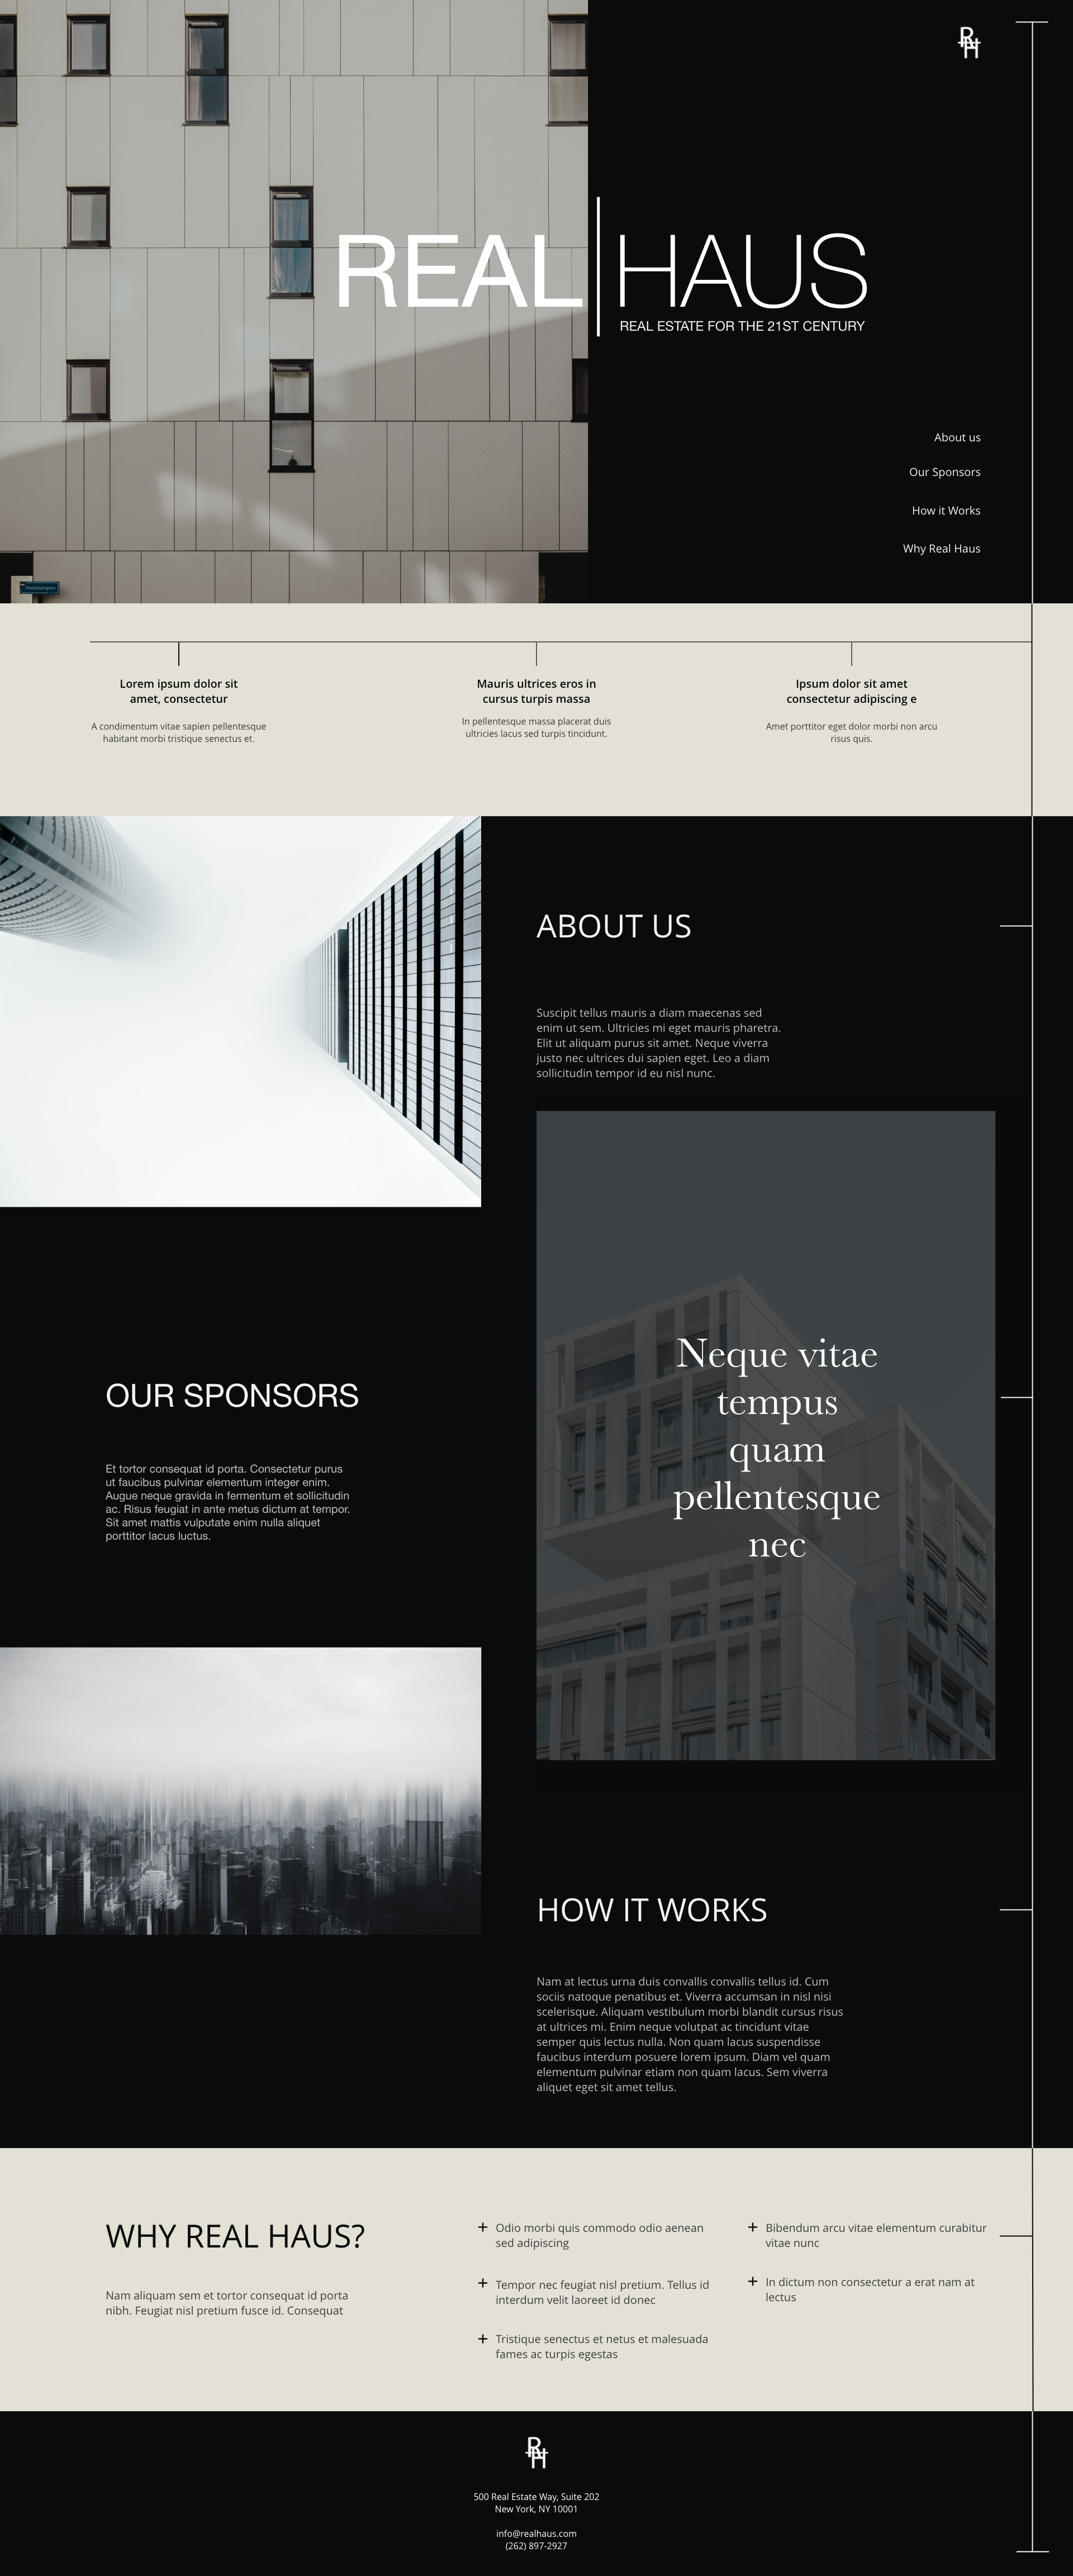 RH
REAL HAUS
REAL ESTATE FOR THE 21ST CENTURY
About us
Our Sponsors
How it Works
Why Real Haus
Lorem ipsum dolor sit
amet, consectetur
A condimentum vitae sapien pellentesque
habitant morbi tristique senectus et.
Mauris ultrices eros in
cursus turpis massa
In pellentesque massa placerat duis
ultricies lacus sed turpis tincidunt.
Ipsum dolor sit amet
consectetur adipiscing e
Amet porttitor eget dolor morbi non arcu
risus quis.
ABOUT US
Suscipit tellus mauris a diam maecenas sed
enim ut sem. Ultricies mi eget mauris pharetra.
Elit ut aliquam purus sit amet. Neque viverra
justo nec ultrices dui sapien eget. Leo a diam
sollicitudin tempor id eu nisl nunc.
Neque vitae
tempus
quam
pellentesque
nec
OUR SPONSORS
Et tortor consequat id porta. Consectetur purus
ut faucibus pulvinar elementum integer enim.
Augue neque gravida in fermentum et sollicitudin
ac. Risus feugiat in ante metus dictum at tempor.
Sit amet mattis vulputate enim nulla aliquet
porttitor lacus luctus.
HOW IT WORKS
Nam at lectus urna duis convallis convallis tellus id. Cum
sociis natoque penatibus et. Viverra accumsan in nisl nisi
scelerisque. Aliquam vestibulum morbi blandit cursus risus
at ultrices mi. Enim neque volutpat ac tincidunt vitae
semper quis lectus nulla. Non quam lacus suspendisse
faucibus interdum posuere lorem ipsum. Diam vel quam
elementum pulvinar etiam non quam lacus. Sem viverra
aliquet eget sit amet tellus.
WHY REAL HAUS?
Nam aliquam sem et tortor consequat id porta
nibh. Feugiat nisl pretium fusce id. Consequat
+ Odio morbi quis commodo odio aenean
sed adipiscing
+ Tempor nec feugiat nisl pretium. Tellus id
interdum velit laoreet id donec
+ Tristique senectus et netus et malesuada
fames ac turpis egestas
+ Bibendum arcu vitae elementum curabitur
vitae nunc
+ In dictum non consectetur a erat nam at
lectus
RH
500 Real Estate Way, Suite 202
New York, NY 10001
info@realhaus.com
(262) 897-2927